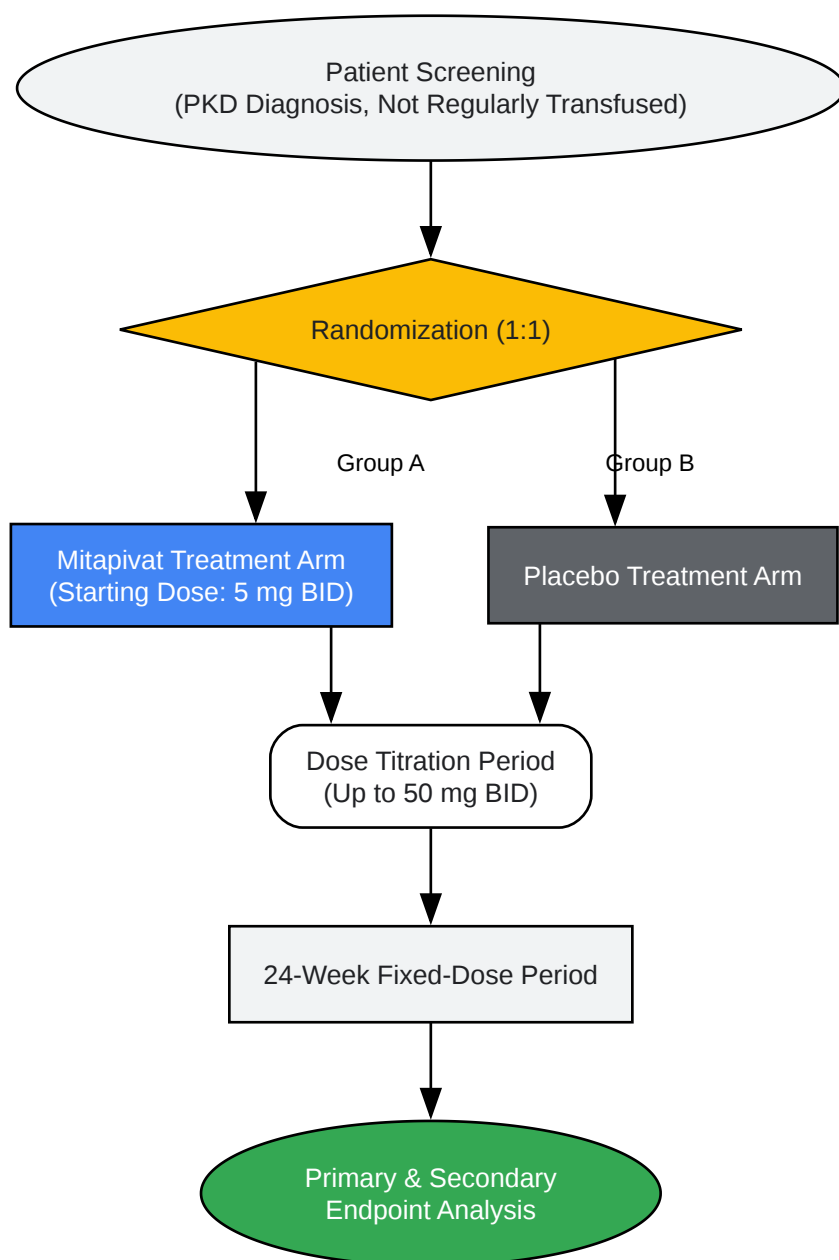 Patient Screening
(PKD Diagnosis, Not Regularly Transfused)
Randomization (1:1)
Group A
Group B
Mitapivat Treatment Arm
(Starting Dose: 5 mg BID)
Placebo Treatment Arm
Dose Titration Period
(Up to 50 mg BID)
24-Week Fixed-Dose Period
Primary & Secondary
Endpoint Analysis